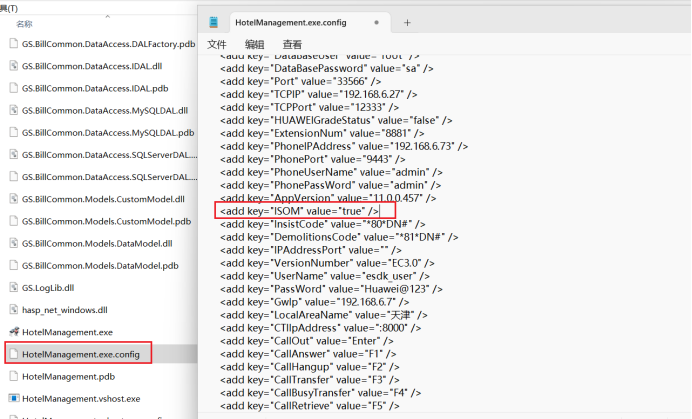 具(T)
名称
GS.BillCommon.DataAccess.DALFactory.pdb
GS.BillCommon.DataAccess.IDAL.dll
GS.BillCommon.DataAccess.IDAL.pdb
GS.BillCommon.DataAccess.MySQLDAL.dll
GS.BillCommon.DataAccess.MySQLDAL.pdb
GS.BillCommon.DataAccess.SQLServerDAL....
GS.BillCommon.DataAccess.SQLServerDAL....
GS.BillCommon.Models.CustomModel.dll
GS.BillCommon.Models.CustomModel.pdb
GS.BillCommon.Models.DataModel.dll
GS.BillCommon.Models.DataModel.pdb
GS.LogLib.dll
hasp_net_windows.dll
HotelManagement.exe
HotelManagement.exe.config
HotelManagement.pdb
HotelManagement.vshost.exe
HotelManagement.exe.config
文件 编辑 查看
<add key="DataBaseUser" value="root" />
<add key="DataBasePassword" value="sa" />
<add key="Port" value="33566" />
<add key="TCPIP" value="192.168.6.27" />
<add key="TCPPort" value="12333" />
<add key="HUAWEIGradeStatus" value="false" />
<add key="ExtensionNum" value="8881" />
<add key="PhoneIPAddress" value="192.168.6.73" />
<add key="PhonePort" value="9443" />
<add key="PhoneUserName" value="admin" />
<add key="PhonePassWord" value="admin" />
<add key="AppVersion" value="11.0.0.457" />
<add key="ISOM" value="true" />
<add key="InsistCode" value="*80*DN#" />
<add key="DemolitionsCode" value="*81*DN#" />
<add key="IPAddressPort" value="" />
<add key="VersionNumber" value="EC3.0" />
<add key="UserName" value="esdk_user" />
<add key="PassWord" value="Huawei@123" />
<add key="GwIp" value="192.168.6.7" />
<add key="LocalAreaName" value="天津" />
<add key="CTIIpAddress" value=":8000" />
<add key="CallOut" value="Enter" />
<add key="CallAnswer" value="F1" />
<add key="CallHangup" value="F2" />
<add key="CallTransfer" value="F3" />
<add key="CallBusyTransfer" value="F4" />
<add key="CallRetrieve" value="F5" />